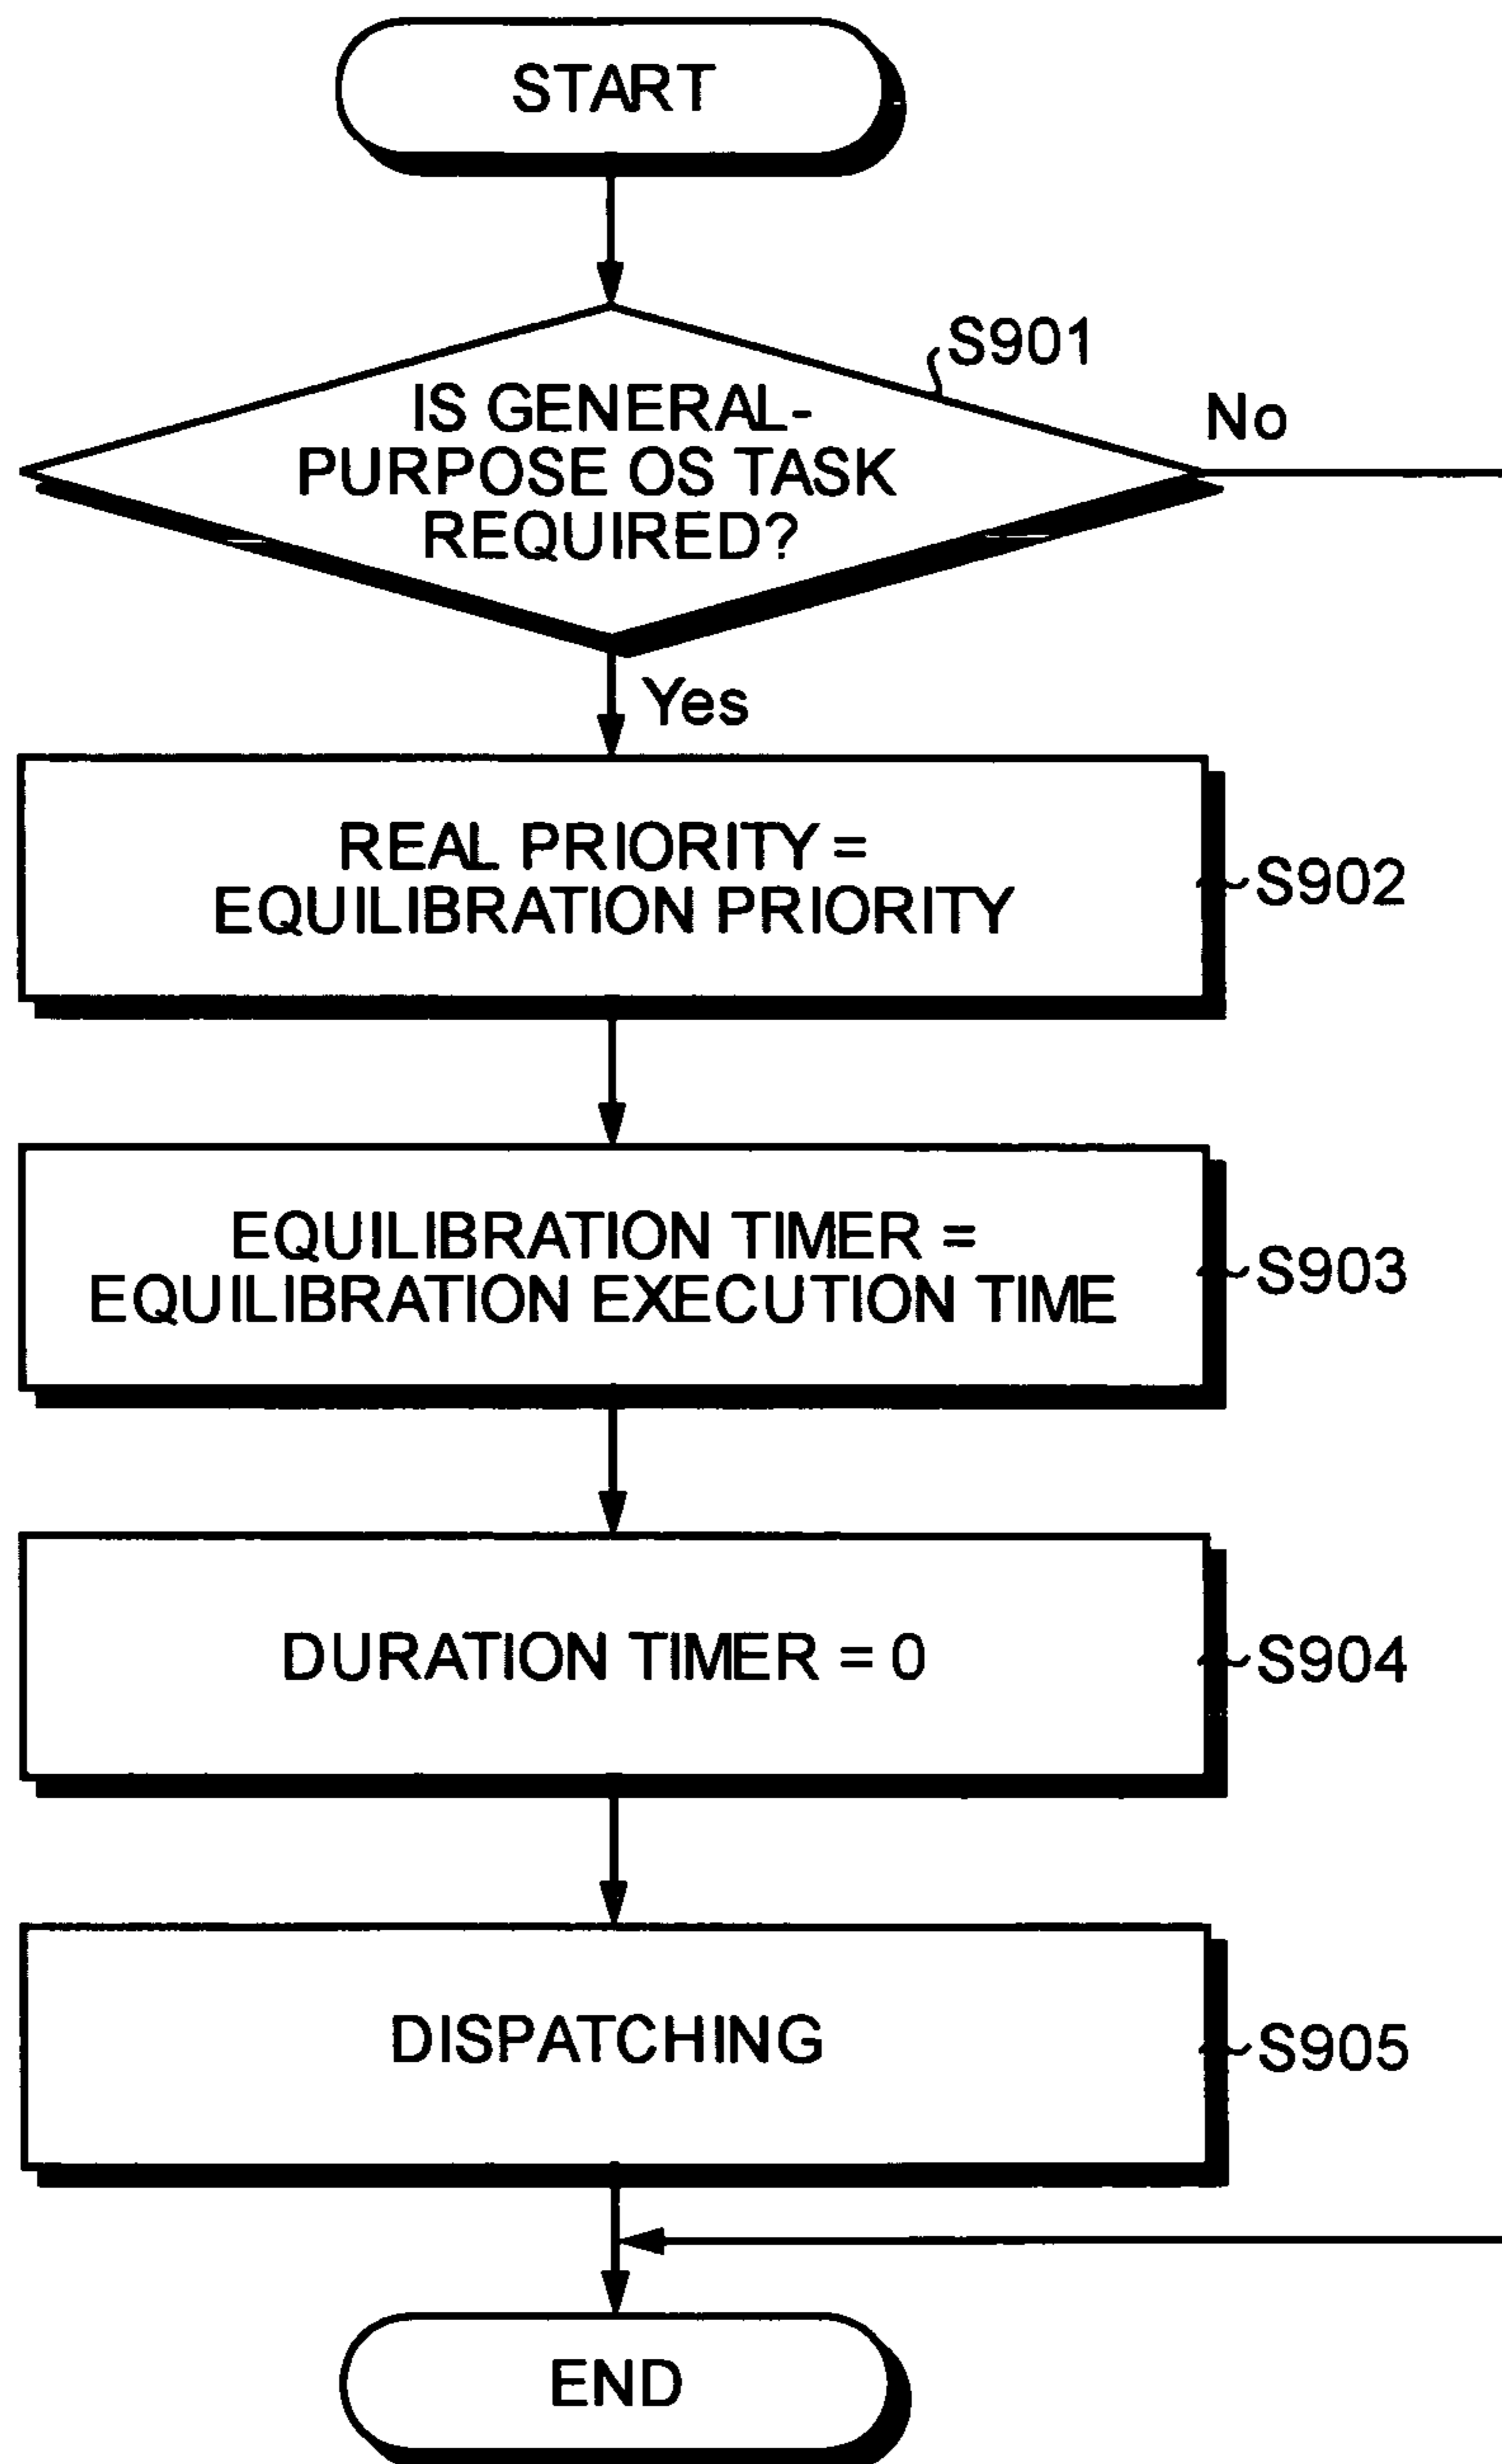 START
S901
IS GENERAL-
PURPOSE OS TASK
REQUIRED?
No
Yes
REAL PRIORITY =
EQUILIBRATION PRIORITY
S902
EQUILIBRATION TIMER =
EQUILIBRATION EXECUTION TIME
S903
DURATION TIMER = 0
S904
DISPATCHING
S905
END